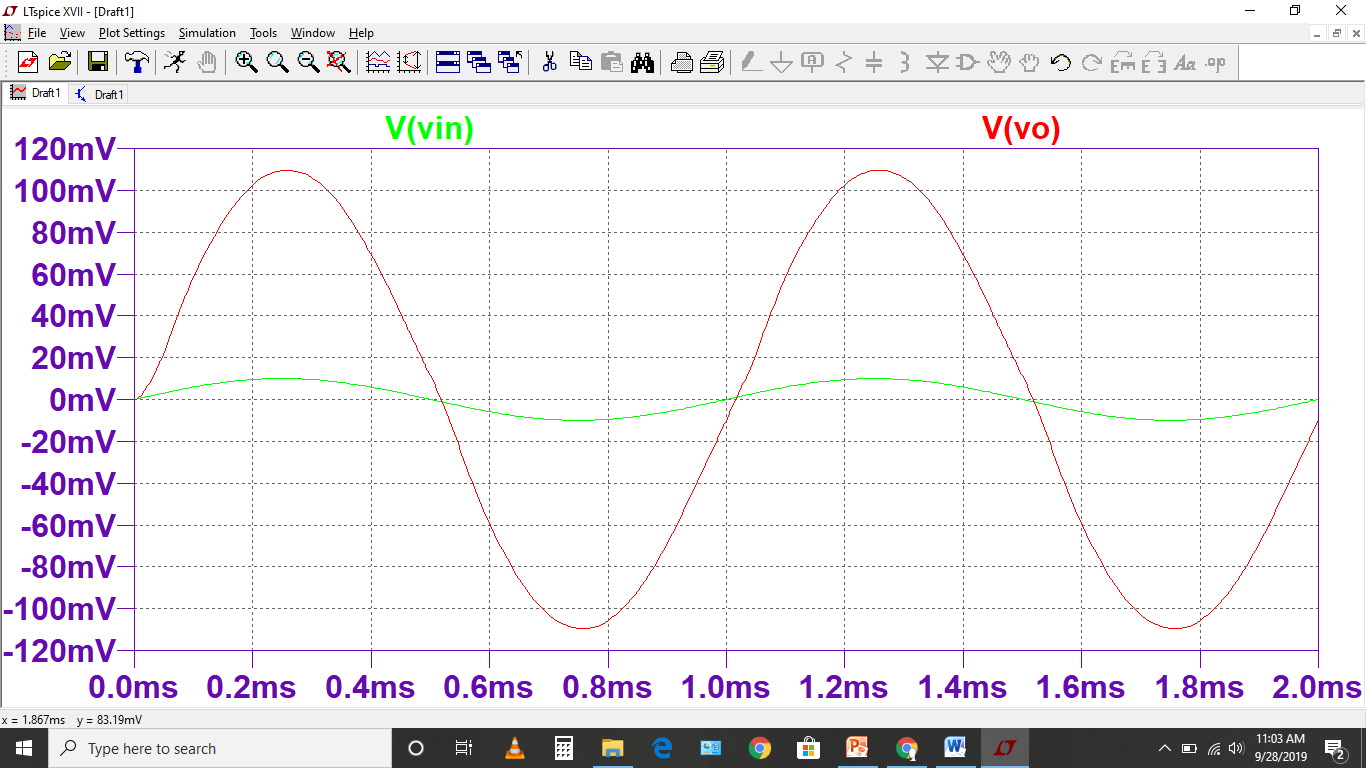 LTspice XVII - [Draft1]
File View Plot Settings Simulation Tools Window Help
Draft1 Draft1
V(vin) V(vo)
120mV
100mV
80mV
60mV
40mV
20mV
0mV
-20mV
-40mV
-60mV
-80mV
-100mV
-120mV
0.0ms 0.2ms 0.4ms 0.6ms 0.8ms 1.0ms 1.2ms 1.4ms 1.6ms 1.8ms 2.0ms
x = 1.867ms y = 83.19mV
Type here to search
11:03 AM
9/28/2019
2